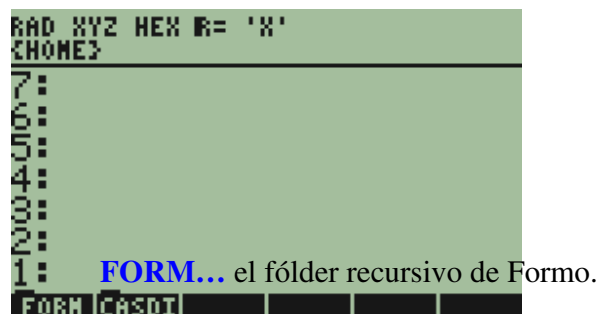 RAD XYZ HEX R= 'X'
{HOME}
7:
6:
5:
4:
3:
2:
1: FORM… el fólder recursivo de Formo.
FORM CASDI